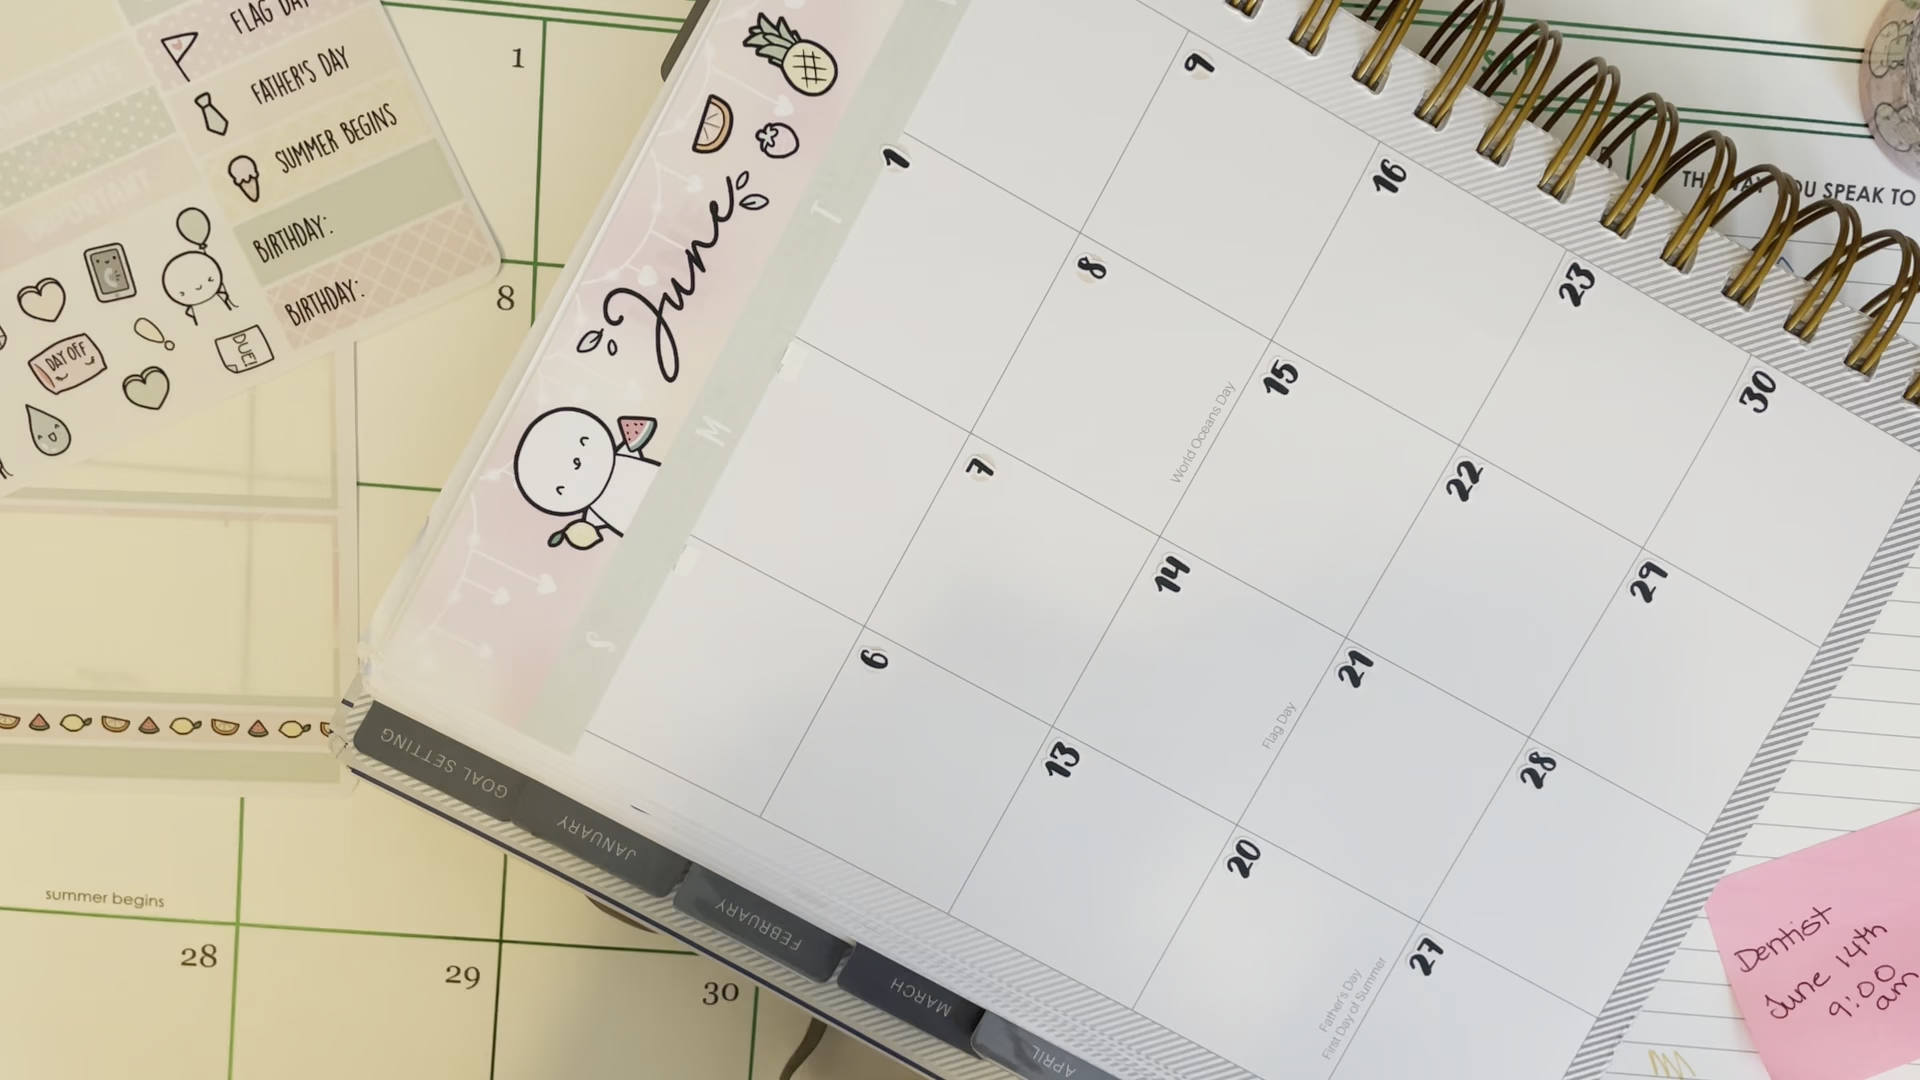 FLAG DAY
FATHER'S DAY
SUMMER BEGINS
BIRTHDAY:
BIRTHDAY:
IMPORTANT
DAY OFF
DUE!
1
8
summer begins
28
29
30
June
S
M
T
1
6
7
8
9
13
14
15
16
20
21
22
23
27
28
29
30
World Oceans Day
Flag Day
Father's Day
First Day of Summer
GOAL SETTING
JANUARY
FEBRUARY
MARCH
APRIL
YOU SPEAK TO
Dentist
June 14th
9:00
am